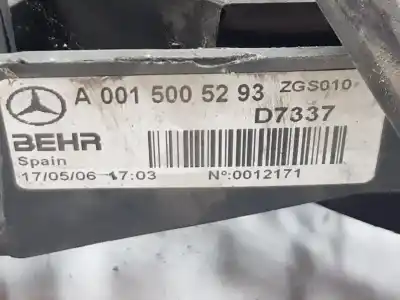 A 001 500 52 93 ZGS010
D7337
BEHR
Spain
17/05/06 17:03 Nº:0012171